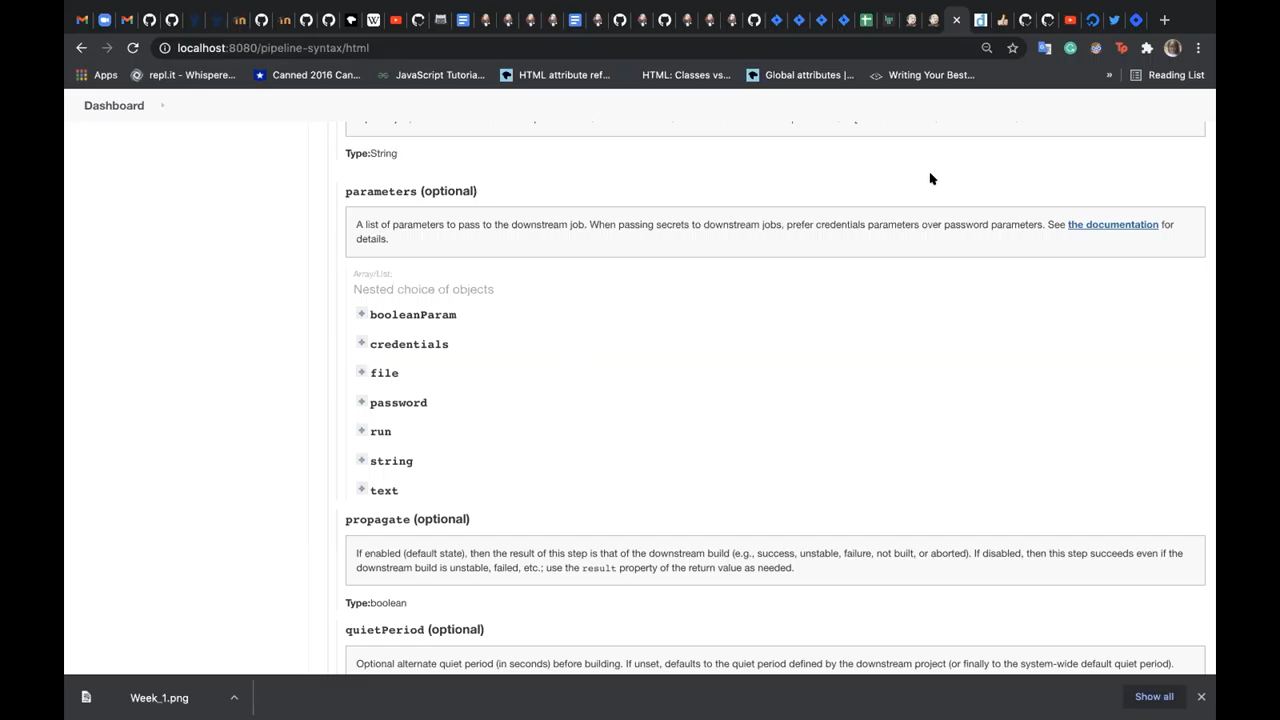 localhost:8080/pipeline-syntax/html
Apps
repl.it - Whispere...
Canned 2016 Can...
JavaScript Tutoria...
HTML attribute ref...
HTML: Classes vs...
Global attributes |...
Writing Your Best...
»
Reading List
Dashboard
Type:String
parameters (optional)
A list of parameters to pass to the downstream job. When passing secrets to downstream jobs, prefer credentials parameters over password parameters. See the documentation for
details.
Array/List:
Nested choice of objects
booleanParam
credentials
file
password
run
string
text
propagate (optional)
If enabled (default state), then the result of this step is that of the downstream build (e.g., success, unstable, failure, not built, or aborted). If disabled, then this step succeeds even if the
downstream build is unstable, failed, etc.; use the result property of the return value as needed.
Type:boolean
quietPeriod (optional)
Optional alternate quiet period (in seconds) before building. If unset, defaults to the quiet period defined by the downstream project (or finally to the system-wide default quiet period).
Week_1.png
Show all